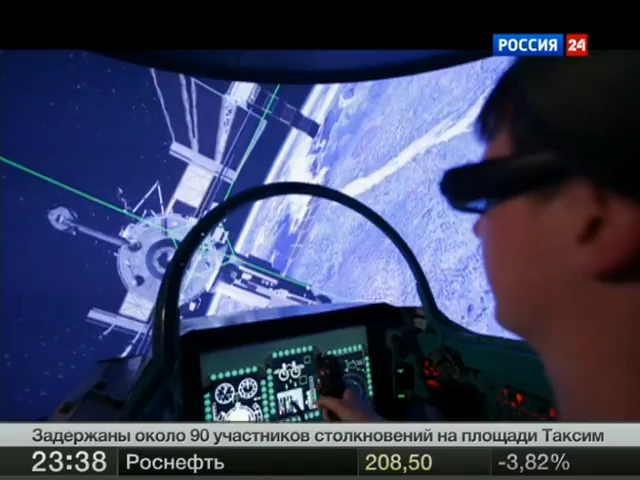 РОССИЯ 24
Задержаны около 90 участников столкновений на площади Таксим
23:38 Роснефть 208,50 -3,82%